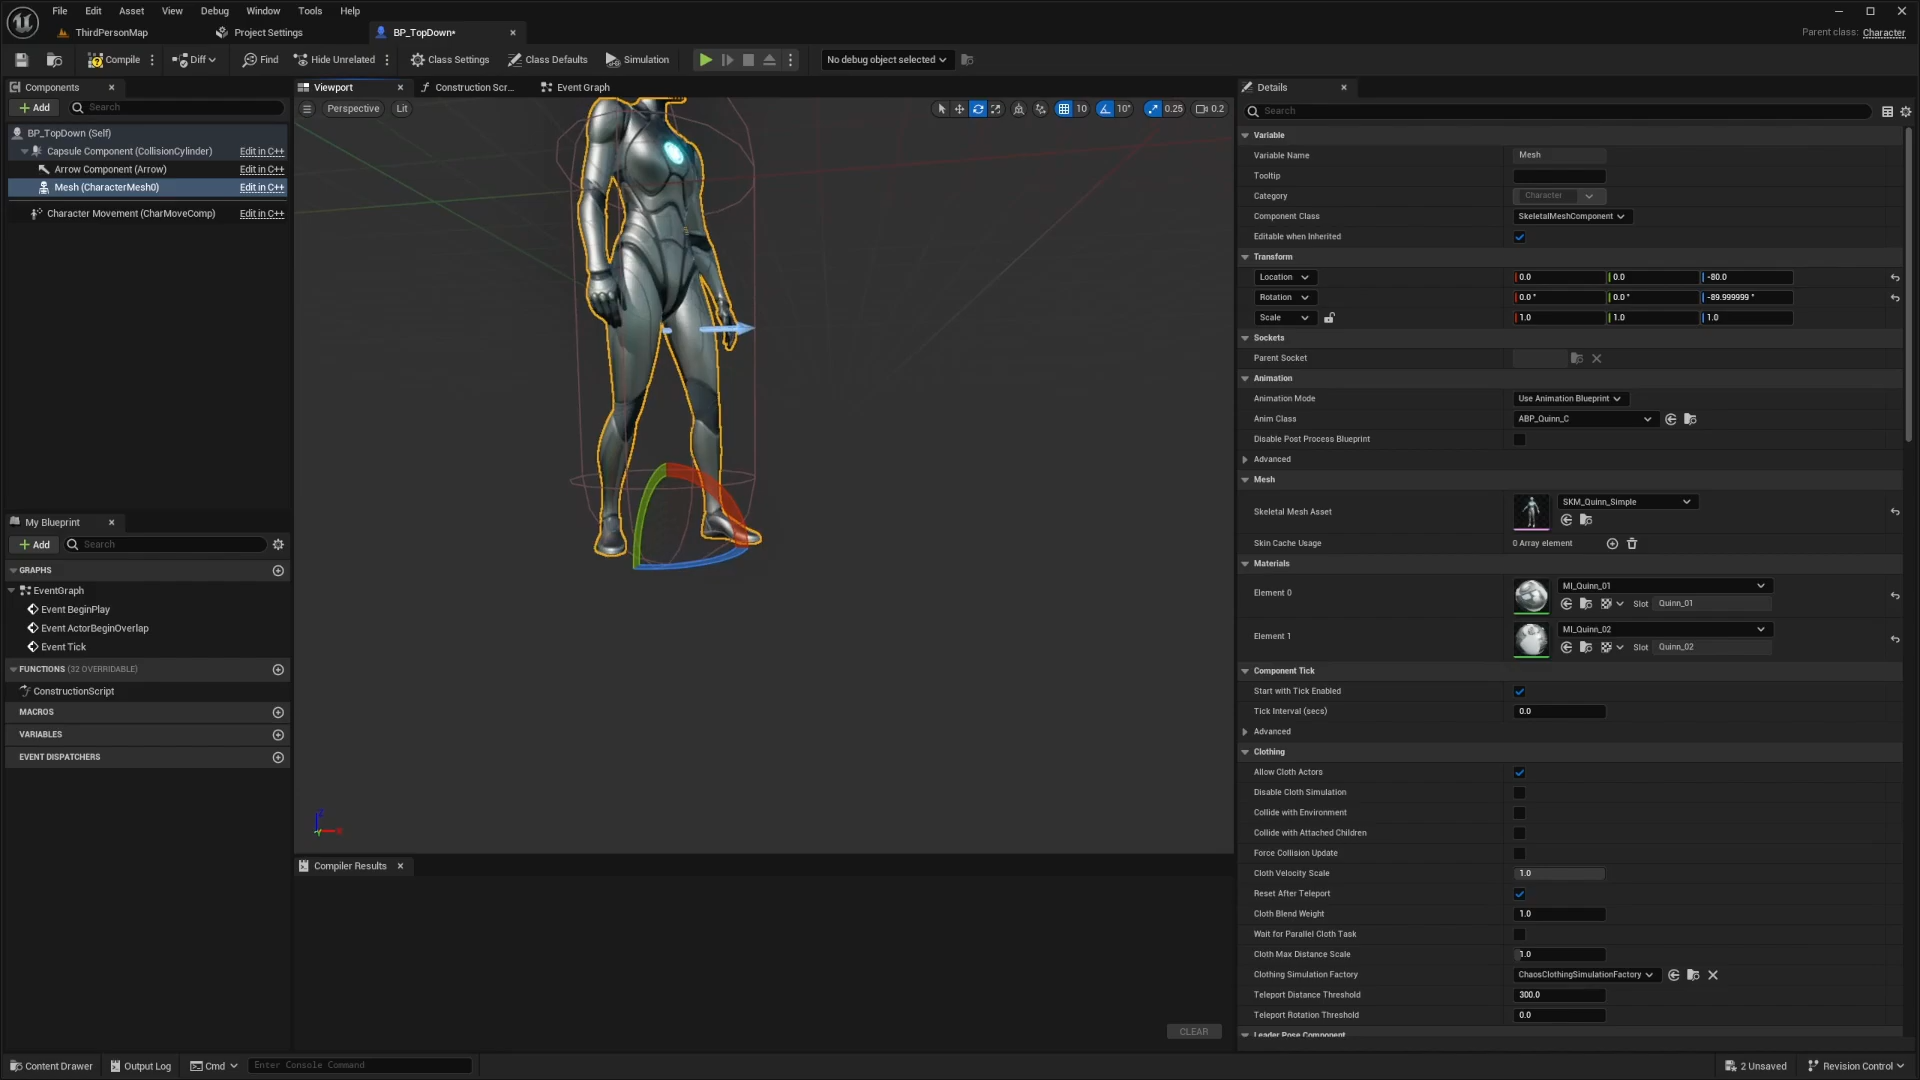 File Edit Asset View Debug Window Tools Help
ThirdPersonMap Project Settings BP_TopDown•
Parent class: Character
Compile Diff Find Hide Unrelated Class Settings Class Defaults Simulation No debug object selected
Components
Add Search
BP_TopDown (Self)
Capsule Component (CollisionCylinder) Edit in C++
Arrow Component (Arrow) Edit in C++
Mesh (CharacterMesh0) Edit in C++
Character Movement (CharMoveComp) Edit in C++
My Blueprint
Add Search
GRAPHS
EventGraph
Event BeginPlay
Event ActorBeginOverlap
Event Tick
FUNCTIONS (32 OVERRIDABLE)
ConstructionScript
MACROS
VARIABLES
EVENT DISPATCHERS
Viewport Construction Scr... Event Graph
Perspective Lit 10 10° 0.25 0.2
Compiler Results
CLEAR
Details
Search
Variable
Variable Name Mesh
Tooltip
Category Character
Component Class SkeletalMeshComponent
Editable when Inherited
Transform
Location 0.0 0.0 -80.0
Rotation 0.0 ° 0.0 ° -89.999999 °
Scale 1.0 1.0 1.0
Sockets
Parent Socket
Animation
Animation Mode Use Animation Blueprint
Anim Class ABP_Quinn_C
Disable Post Process Blueprint
Advanced
Mesh
Skeletal Mesh Asset SKM_Quinn_Simple
Skin Cache Usage 0 Array element
Materials
Element 0 MI_Quinn_01
Slot Quinn_01
Element 1 MI_Quinn_02
Slot Quinn_02
Component Tick
Start with Tick Enabled
Tick Interval (secs) 0.0
Advanced
Clothing
Allow Cloth Actors
Disable Cloth Simulation
Collide with Environment
Collide with Attached Children
Force Collision Update
Cloth Velocity Scale 1.0
Reset After Teleport
Cloth Blend Weight 1.0
Wait for Parallel Cloth Task
Cloth Max Distance Scale 1.0
Clothing Simulation Factory ChaosClothingSimulationFactory
Teleport Distance Threshold 300.0
Teleport Rotation Threshold 0.0
Leader Pose Component
Content Drawer Output Log Cmd Enter Console Command 2 Unsaved Revision Control